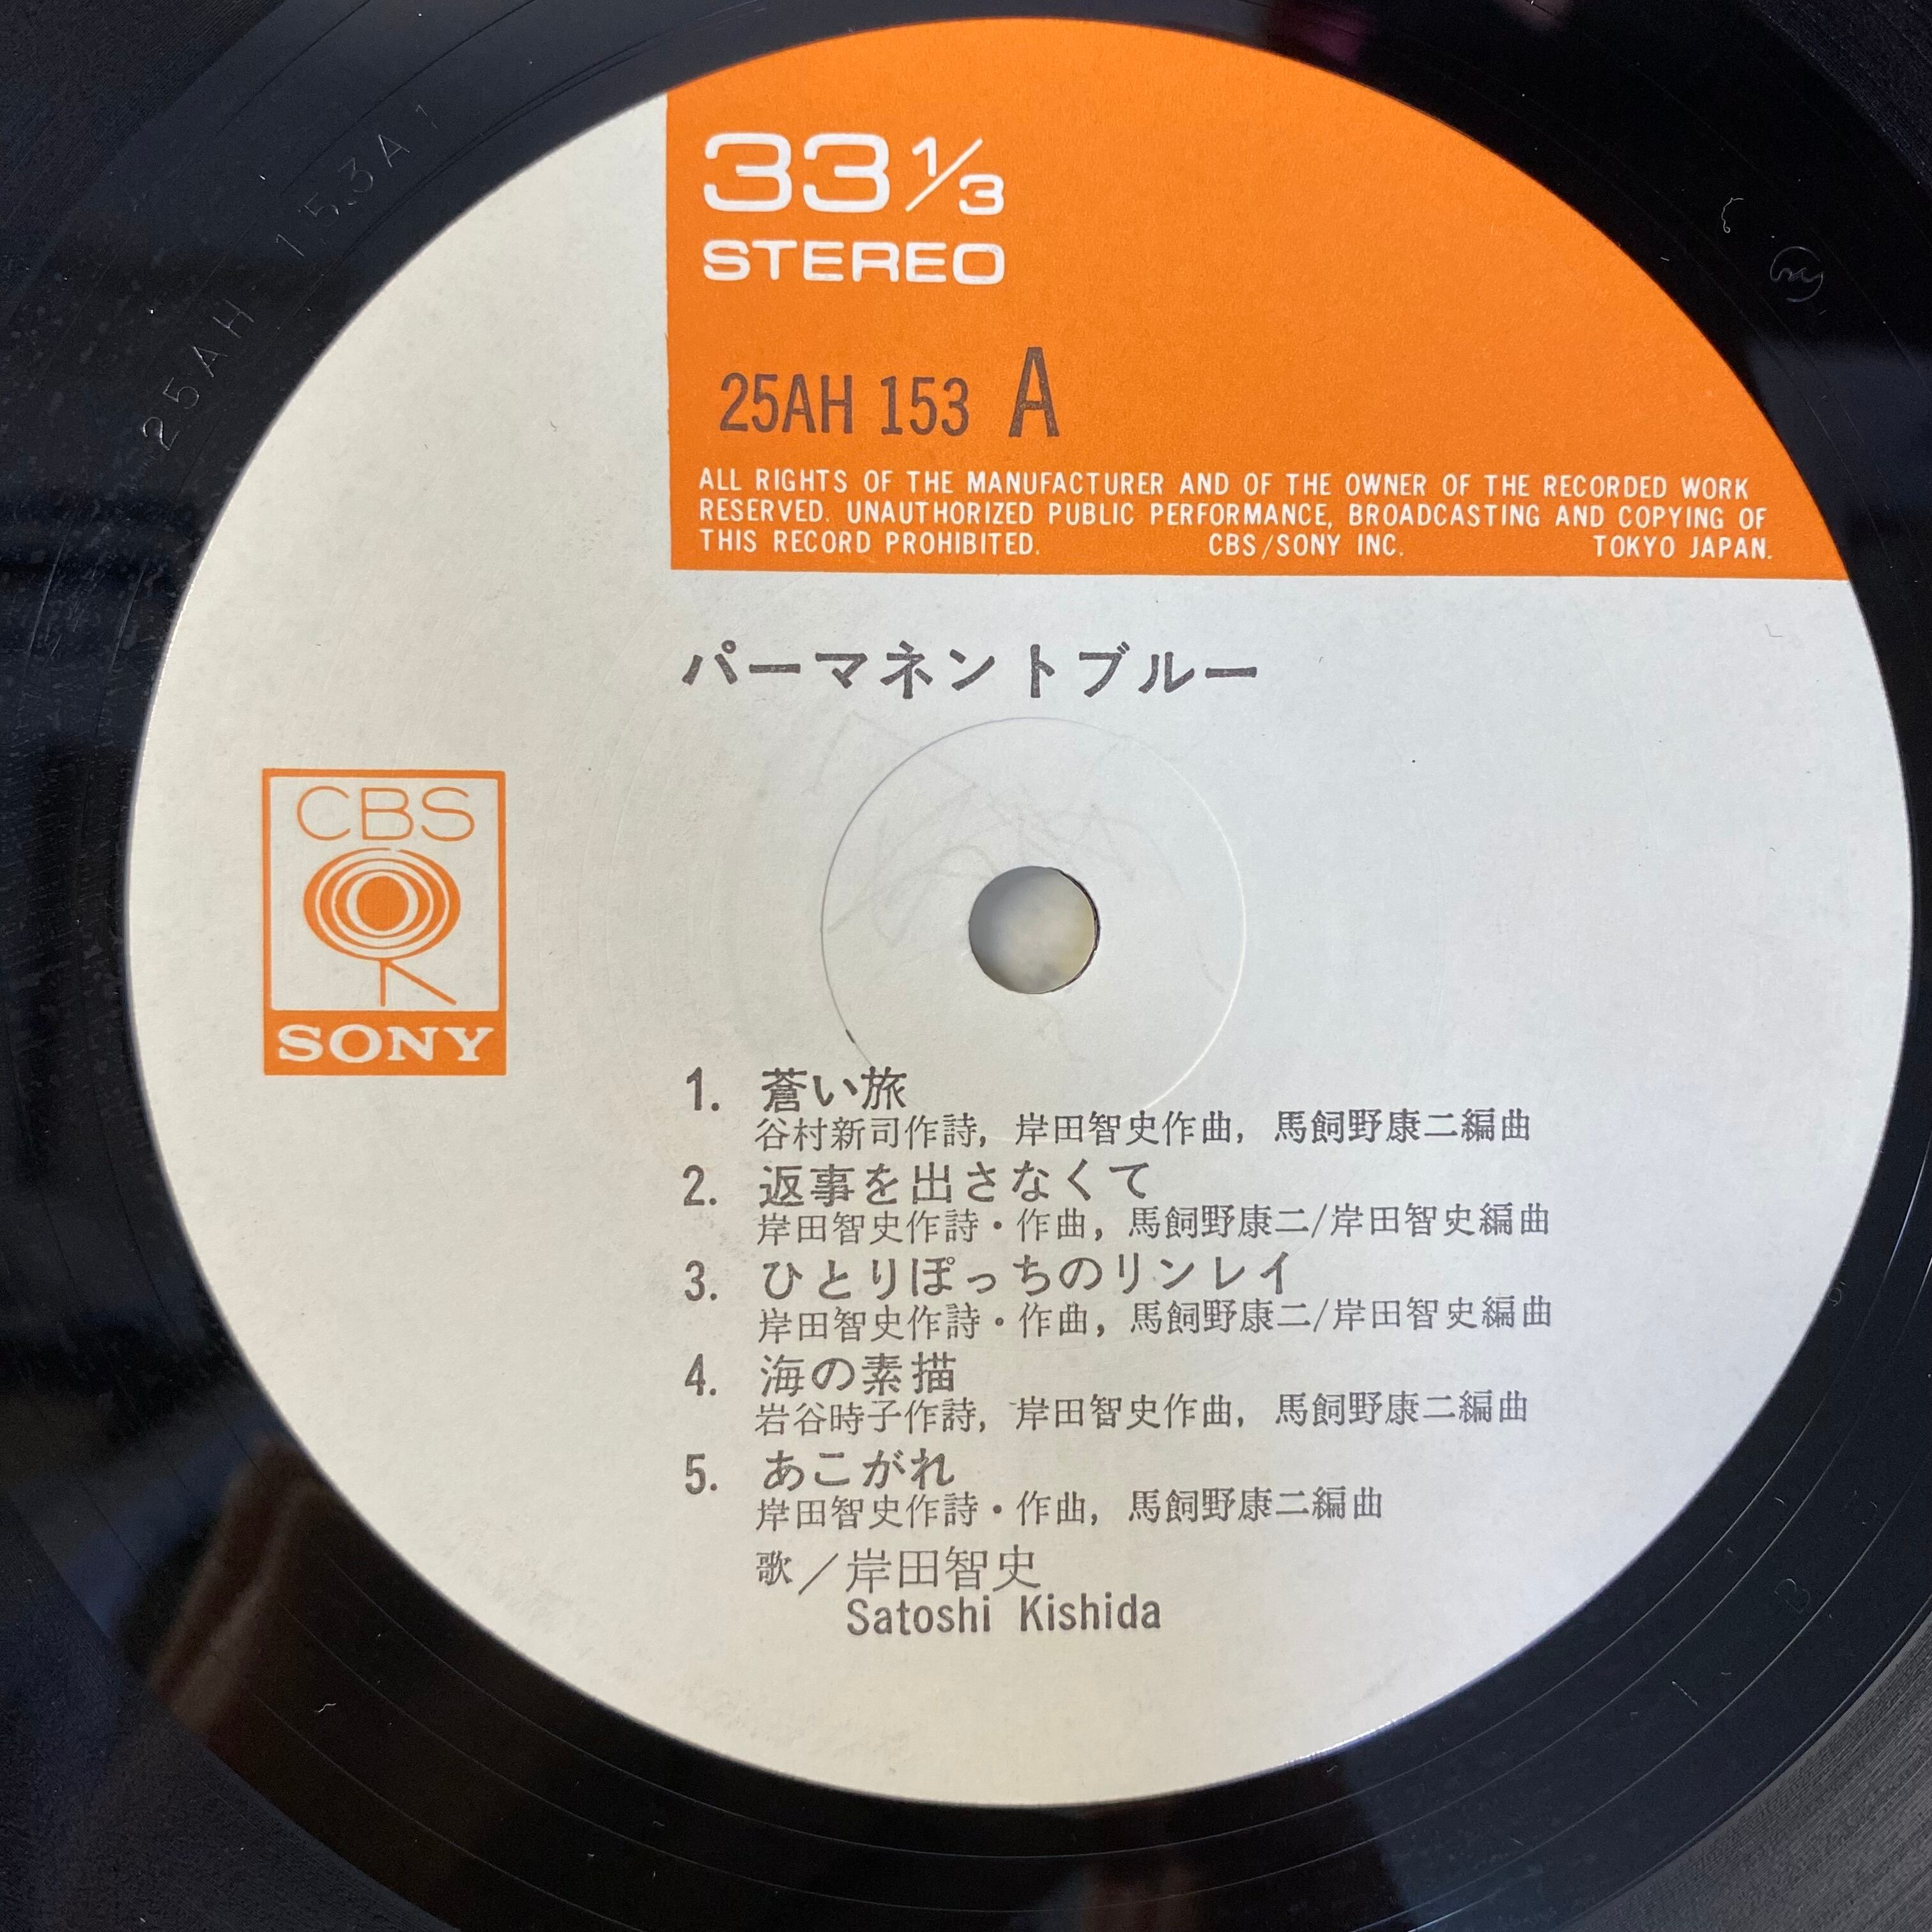 33 1/3
STEREO
25AH 153 A
ALL RIGHTS OF THE MANUFACTURER AND OF THE OWNER OF THE RECORDED WORK
RESERVED. UNAUTHORIZED PUBLIC PERFORMANCE, BROADCASTING AND COPYING OF
THIS RECORD PROHIBITED. CBS/SONY INC. TOKYO JAPAN.
パーマネントブルー
CBS
SONY
1. 蒼い旅
谷村新司作詩, 岸田智史作曲, 馬飼野康二編曲
2. 返事を出さなくて
岸田智史作詩・作曲, 馬飼野康二/岸田智史編曲
3. ひとりぽっちのリンレイ
岸田智史作詩・作曲, 馬飼野康二/岸田智史編曲
4. 海の素描
岩谷時子作詩, 岸田智史作曲, 馬飼野康二編曲
5. あこがれ
岸田智史作詩・作曲, 馬飼野康二編曲
歌/岸田智史
Satoshi Kishida
25AH 153A1